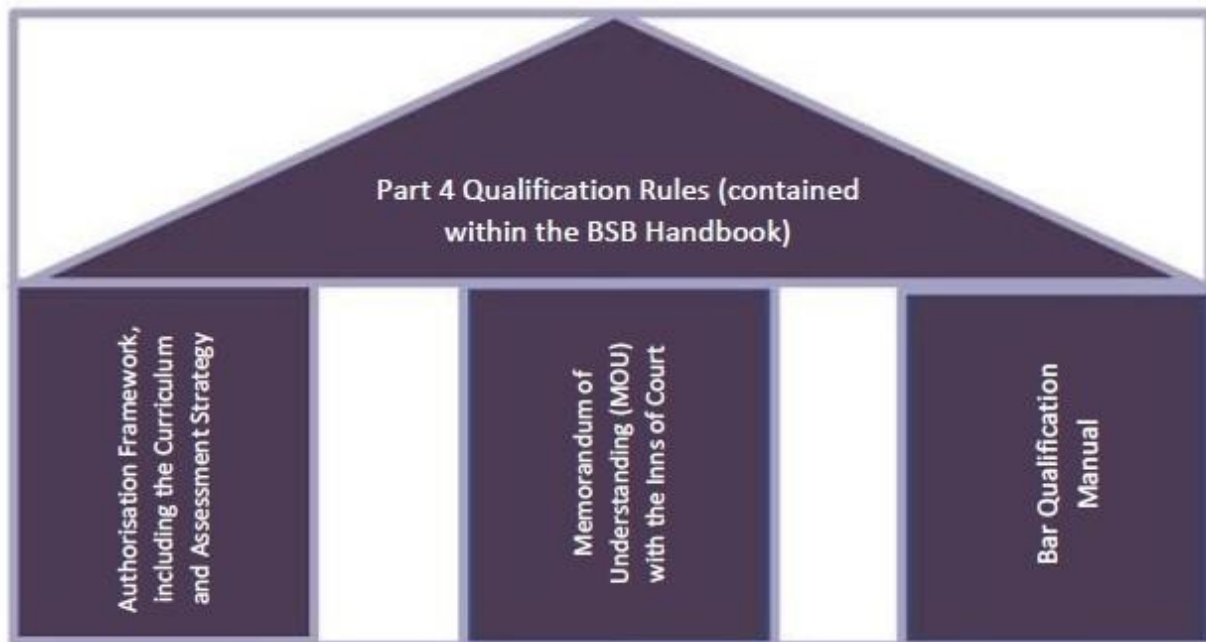 Part 4 Qualification Rules (contained
within the BSB Handbook)
Authorisation Framework,
including the Curriculum
and Assessment Strategy
Memorandum of
Understanding (MOU)
with the Inns of Court
Bar Qualification
Manual